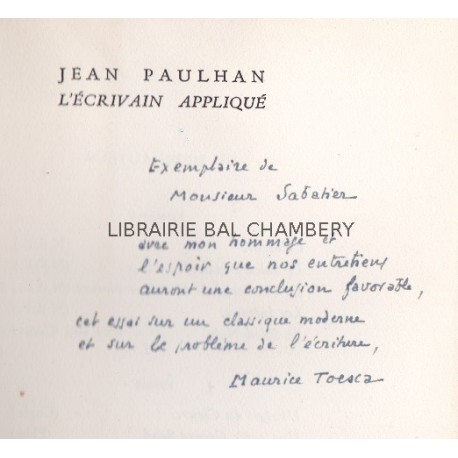 JEAN PAULHAN
L'ÉCRIVAIN APPLIQUÉ
Exemplaire de
Monsieur Sabatier
LIBRAIRIE BAL CHAMBERY
avec mon hommage et
l'espoir que nos entretiens
auront une conclusion favorable,
cet essai sur un classique moderne
et sur le problème de l'écriture,
Maurice Toesca